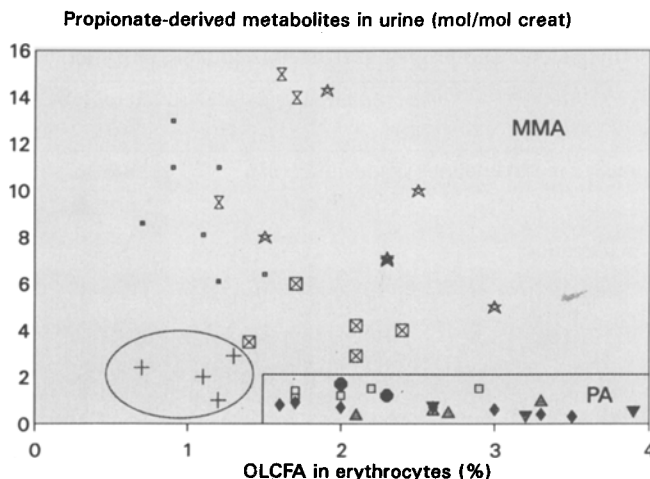 Propionate-derived metabolites in urine (mol/mol creat)
16
14
12
10
8
6
4
2
0
MMA
PA
0 1 2 3 4
OLCFA in erythrocytes (%)